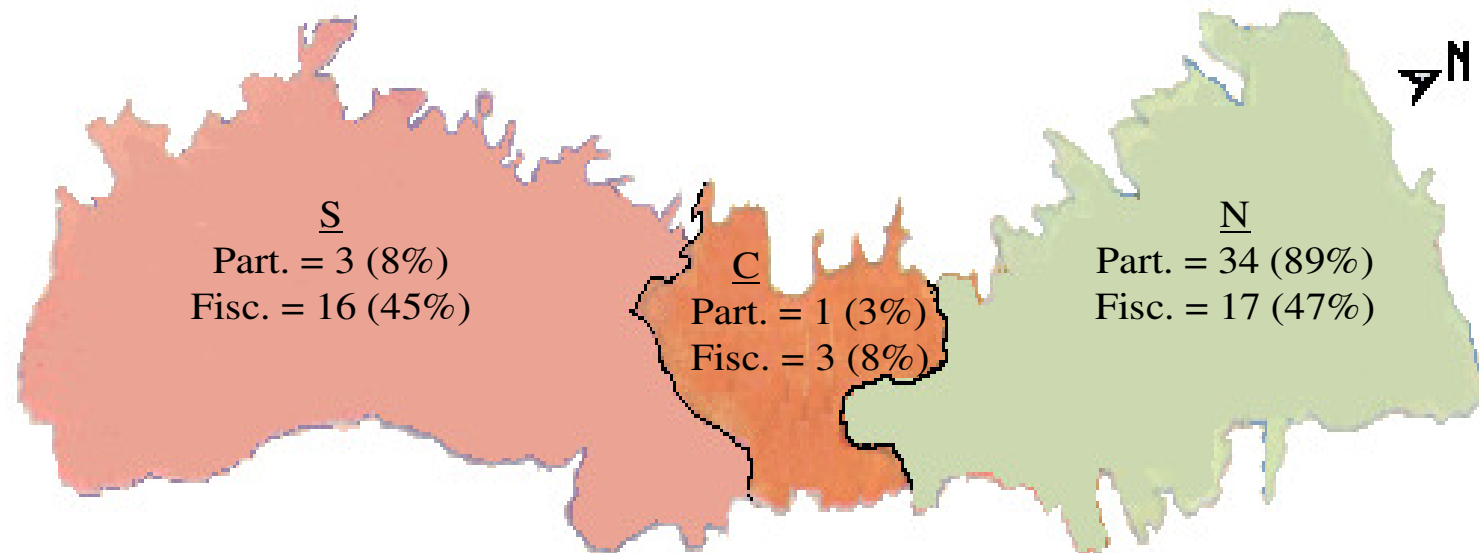 S
Part. = 3 (8%)
Fisc. = 16 (45%)
C
Part. = 1 (3%)
Fisc. = 3 (8%)
N
Part. = 34 (89%)
Fisc. = 17 (47%)
N